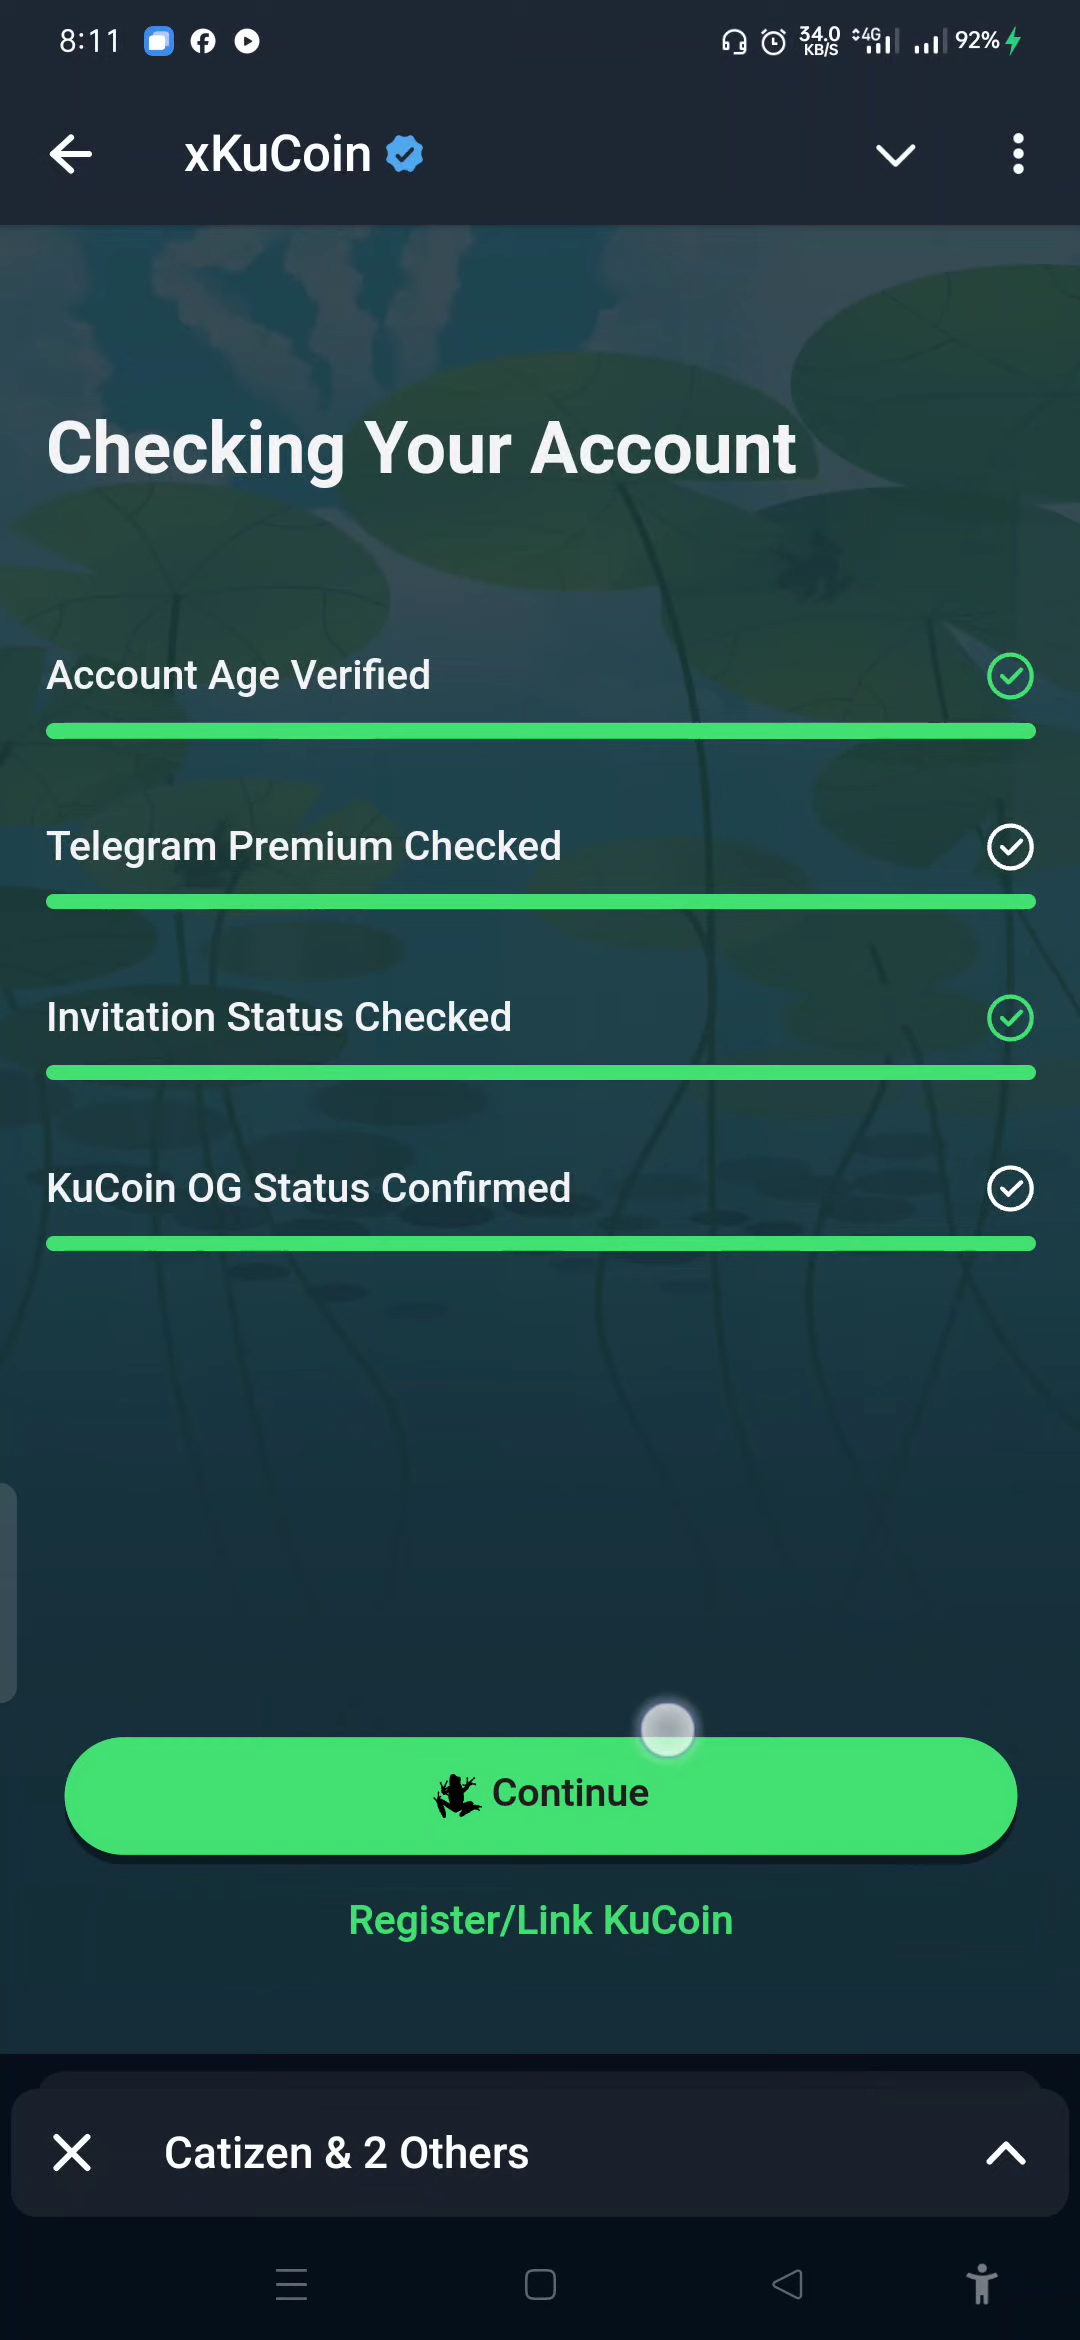 8:11
34.0
KB/S
4G
92%
xKuCoin
Checking Your Account
Account Age Verified
Telegram Premium Checked
Invitation Status Checked
KuCoin OG Status Confirmed
Continue
Register/Link KuCoin
Catizen & 2 Others